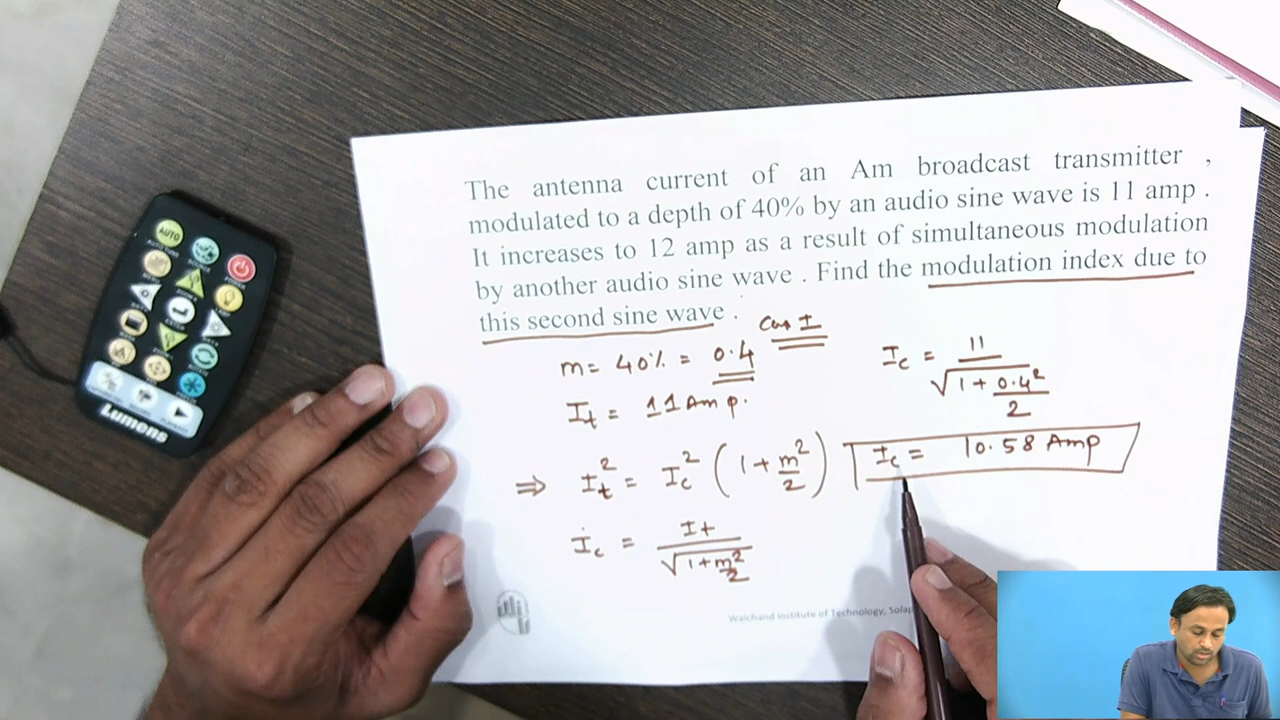 The antenna current of an Am broadcast transmitter ,
modulated to a depth of 40% by an audio sine wave is 11 amp .
It increases to 12 amp as a result of simultaneous modulation
by another audio sine wave . Find the modulation index due to
this second sine wave .
Case I
m = 40% = 0.4
It = 11 Amp.
⇒ It² = Ic² (1 + m²/2)
Ic = It / √(1 + m²/2)
Ic = 11 / √(1 + 0.4²/2)
Ic = 10.58 Amp
Walchand Institute of Technology,
AUTO
Lumens